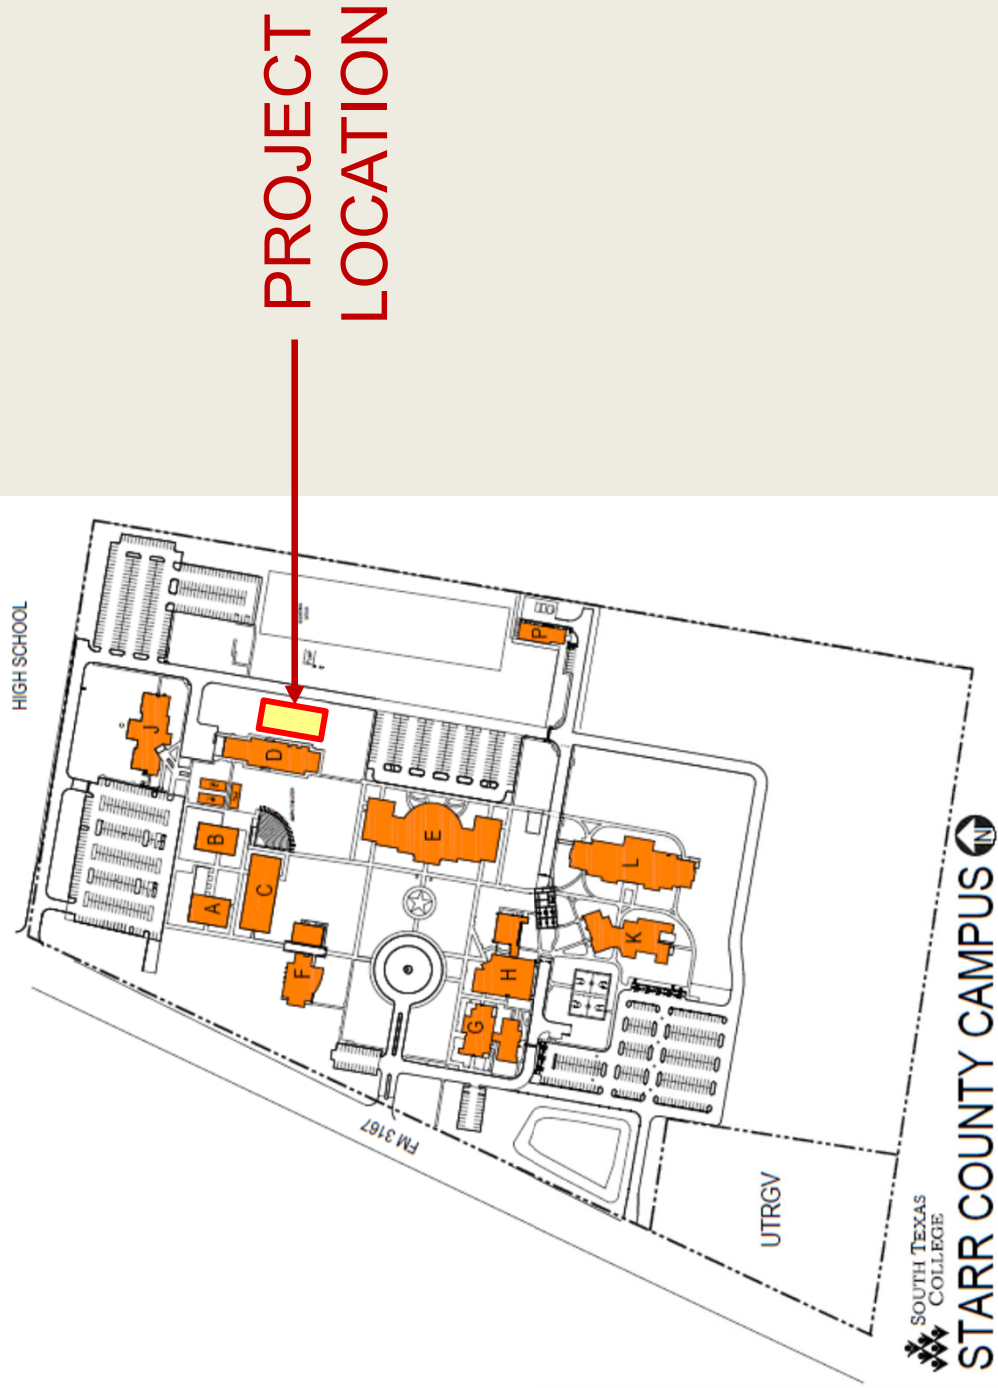 PROJECT
LOCATION
HIGH SCHOOL
J
D
B
A
C
F
E
P
L
K
H
G
FM 3167
UTRGV
SOUTH TEXAS
COLLEGE
STARR COUNTY CAMPUS
N